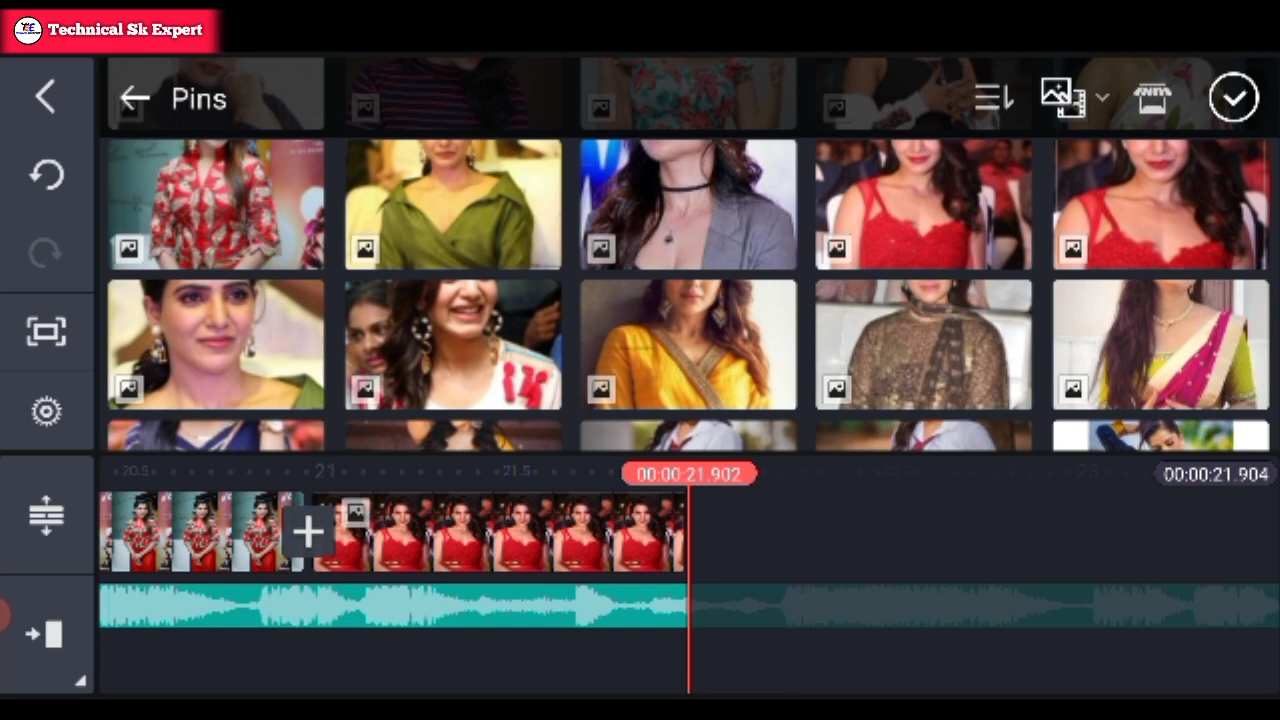 Technical Sk Expert
Pins
20.5 21 21.5 23
00:00:21.902
00:00:21.904